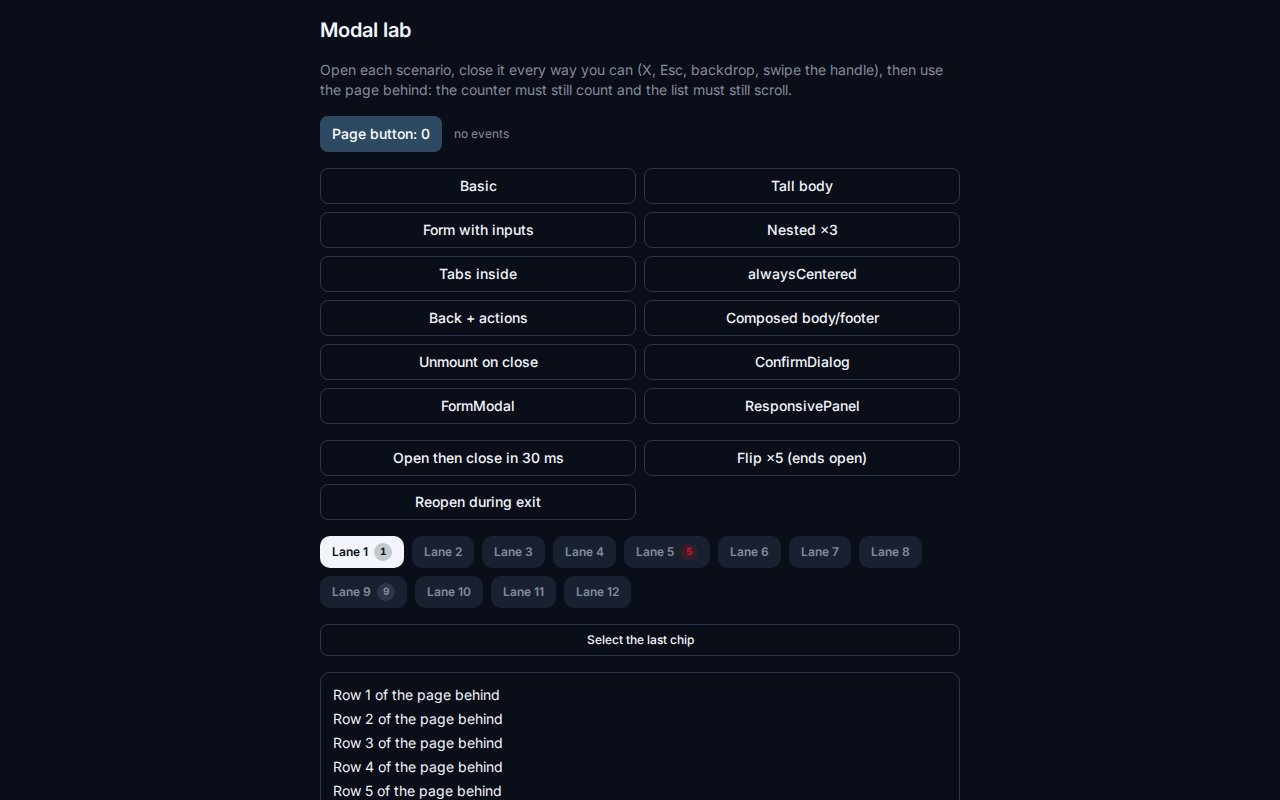 Modal lab
Open each scenario, close it every way you can (X, Esc, backdrop, swipe the handle), then use
the page behind: the counter must still count and the list must still scroll.
Page button: 0 no events
Basic Tall body
Form with inputs Nested ×3
Tabs inside alwaysCentered
Back + actions Composed body/footer
Unmount on close ConfirmDialog
FormModal ResponsivePanel
Open then close in 30 ms Flip ×5 (ends open)
Reopen during exit
Lane 1 1 Lane 2 Lane 3 Lane 4 Lane 5 5 Lane 6 Lane 7 Lane 8
Lane 9 9 Lane 10 Lane 11 Lane 12
Select the last chip
Row 1 of the page behind
Row 2 of the page behind
Row 3 of the page behind
Row 4 of the page behind
Row 5 of the page behind